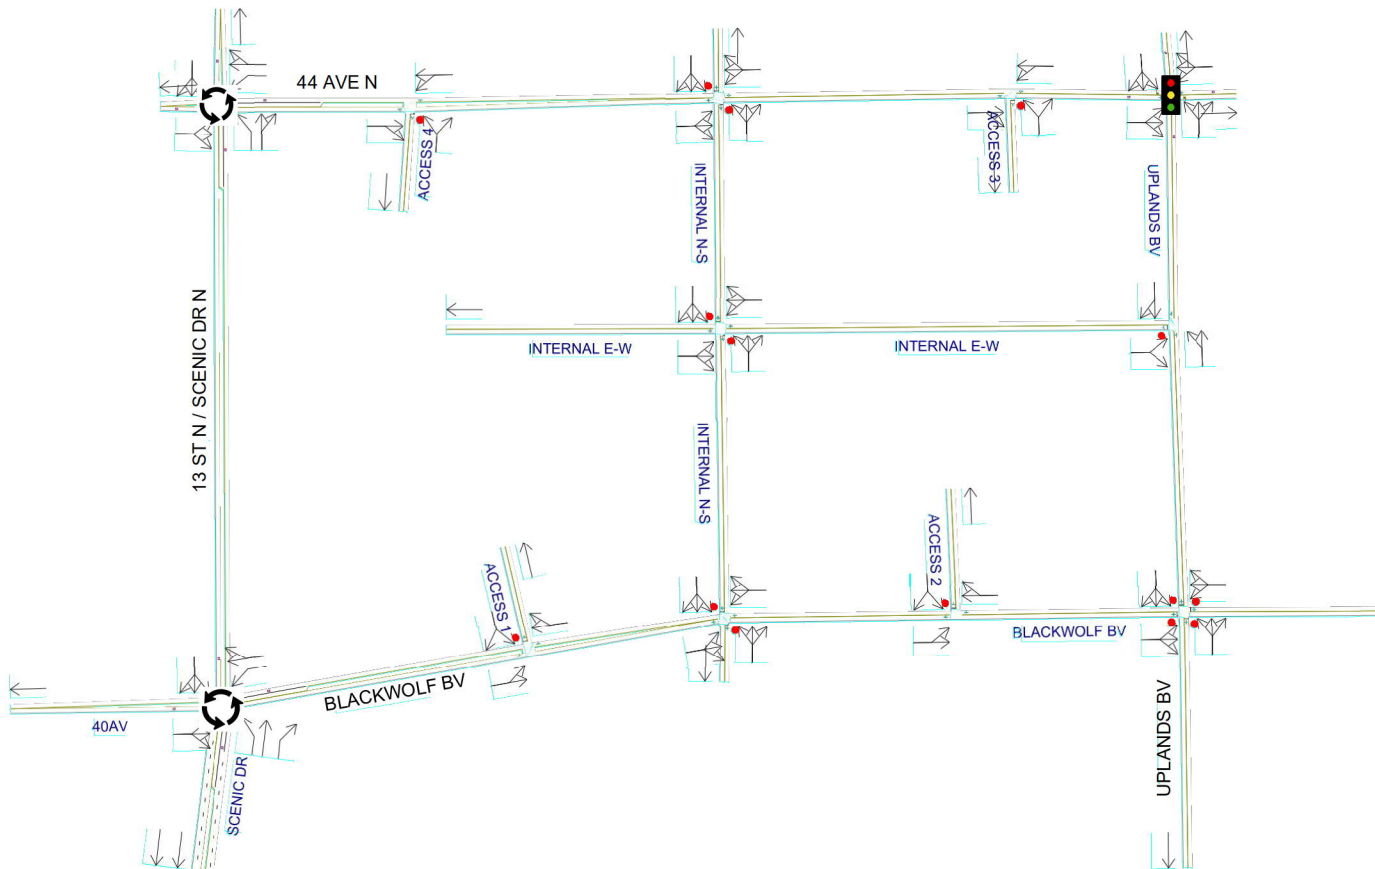 44 AVE N
ACCESS 4
ACCESS 3
INTERNAL N-S
UPLANDS BV
INTERNAL E-W
INTERNAL E-W
13 ST N / SCENIC DR N
INTERNAL N-S
ACCESS 2
ACCESS 1
BLACKWOLF BV
BLACKWOLF BV
40AV
SCENIC DR
UPLANDS BV